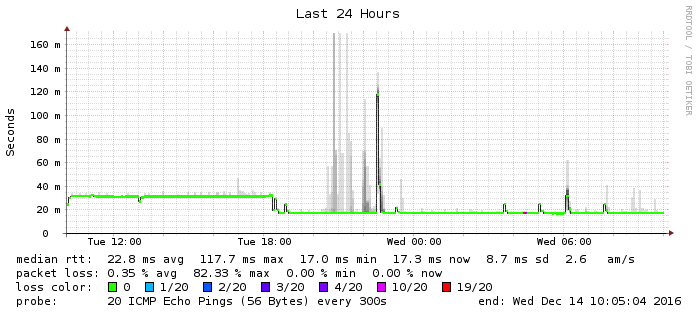 Last 24 Hours
RRDTOOL / TOBI OETIKER
Seconds
160 m
140 m
120 m
100 m
80 m
60 m
40 m
20 m
0
Tue 12:00 Tue 18:00 Wed 00:00 Wed 06:00
median rtt: 22.8 ms avg 117.7 ms max 17.0 ms min 17.3 ms now 8.7 ms sd 2.6 am/s
packet loss: 0.35 % avg 82.33 % max 0.00 % min 0.00 % now
loss color: 0 1/20 2/20 3/20 4/20 10/20 19/20
probe: 20 ICMP Echo Pings (56 Bytes) every 300s end: Wed Dec 14 10:05:04 2016